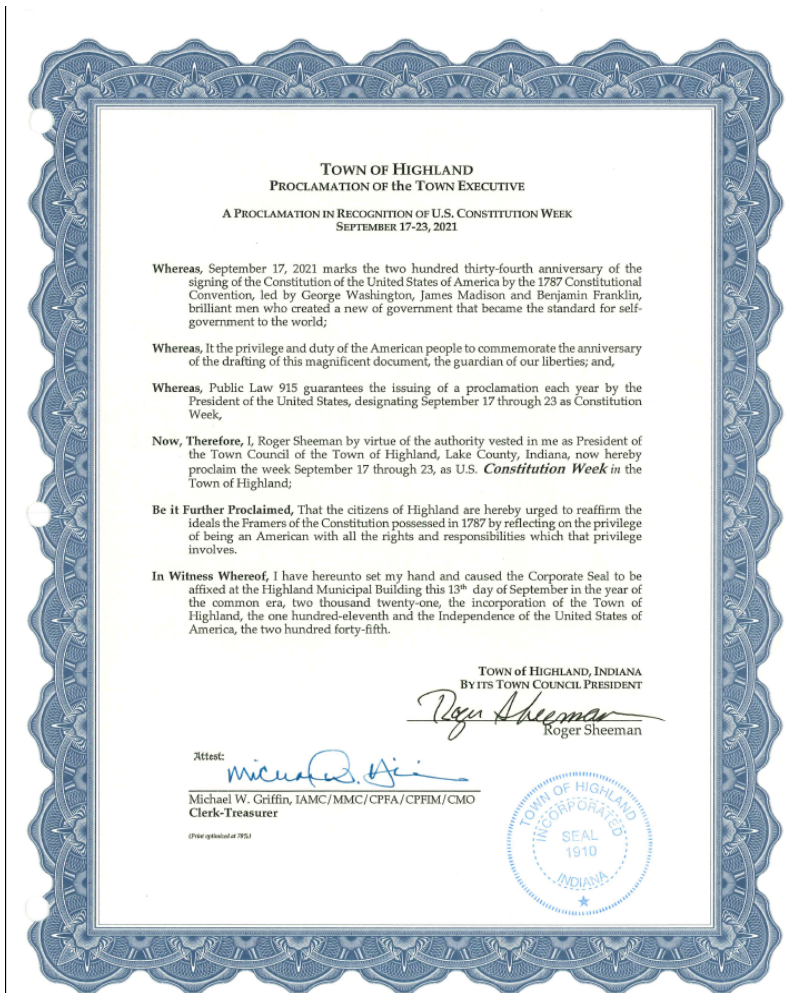 TOWN OF HIGHLAND
PROCLAMATION OF the TOWN EXECUTIVE
A PROCLAMATION IN RECOGNITION OF U.S. CONSTITUTION WEEK
SEPTEMBER 17-23, 2021
Whereas, September 17, 2021 marks the two hundred thirty-fourth anniversary of the
signing of the Constitution of the United States of America by the 1787 Constitutional
Convention, led by George Washington, James Madison and Benjamin Franklin,
brilliant men who created a new of government that became the standard for self-
government to the world;
Whereas, It the privilege and duty of the American people to commemorate the anniversary
of the drafting of this magnificent document, the guardian of our liberties; and,
Whereas, Public Law 915 guarantees the issuing of a proclamation each year by the
President of the United States, designating September 17 through 23 as Constitution
Week,
Now, Therefore, I, Roger Sheeman by virtue of the authority vested in me as President of
the Town Council of the Town of Highland, Lake County, Indiana, now hereby
proclaim the week September 17 through 23, as U.S. Constitution Week in the
Town of Highland;
Be it Further Proclaimed, That the citizens of Highland are hereby urged to reaffirm the
ideals the Framers of the Constitution possessed in 1787 by reflecting on the privilege
of being an American with all the rights and responsibilities which that privilege
involves.
In Witness Whereof, I have hereunto set my hand and caused the Corporate Seal to be
affixed at the Highland Municipal Building this 13th day of September in the year of
the common era, two thousand twenty-one, the incorporation of the Town of
Highland, the one hundred-eleventh and the Independence of the United States of
America, the two hundred forty-fifth.
TOWN of HIGHLAND, INDIANA
BY ITS TOWN COUNCIL PRESIDENT
Roger Sheeman
Roger Sheeman
Attest:
Michael W. Griffin, IAMC/MMC/CPFA/CPFIM/CMO
Clerk-Treasurer
(Print optimized at 78%)
TOWN OF HIGHLAND
INCORPORATED
SEAL
1910
INDIANA